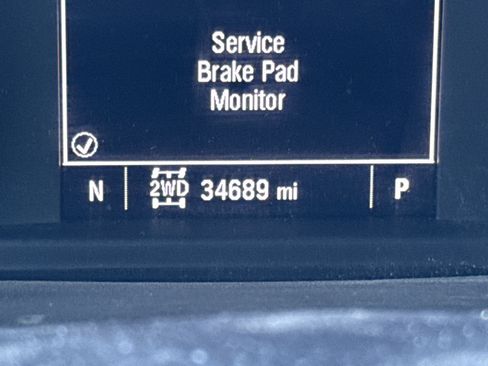 Service
Brake Pad
Monitor
N 2WD 34689 mi P